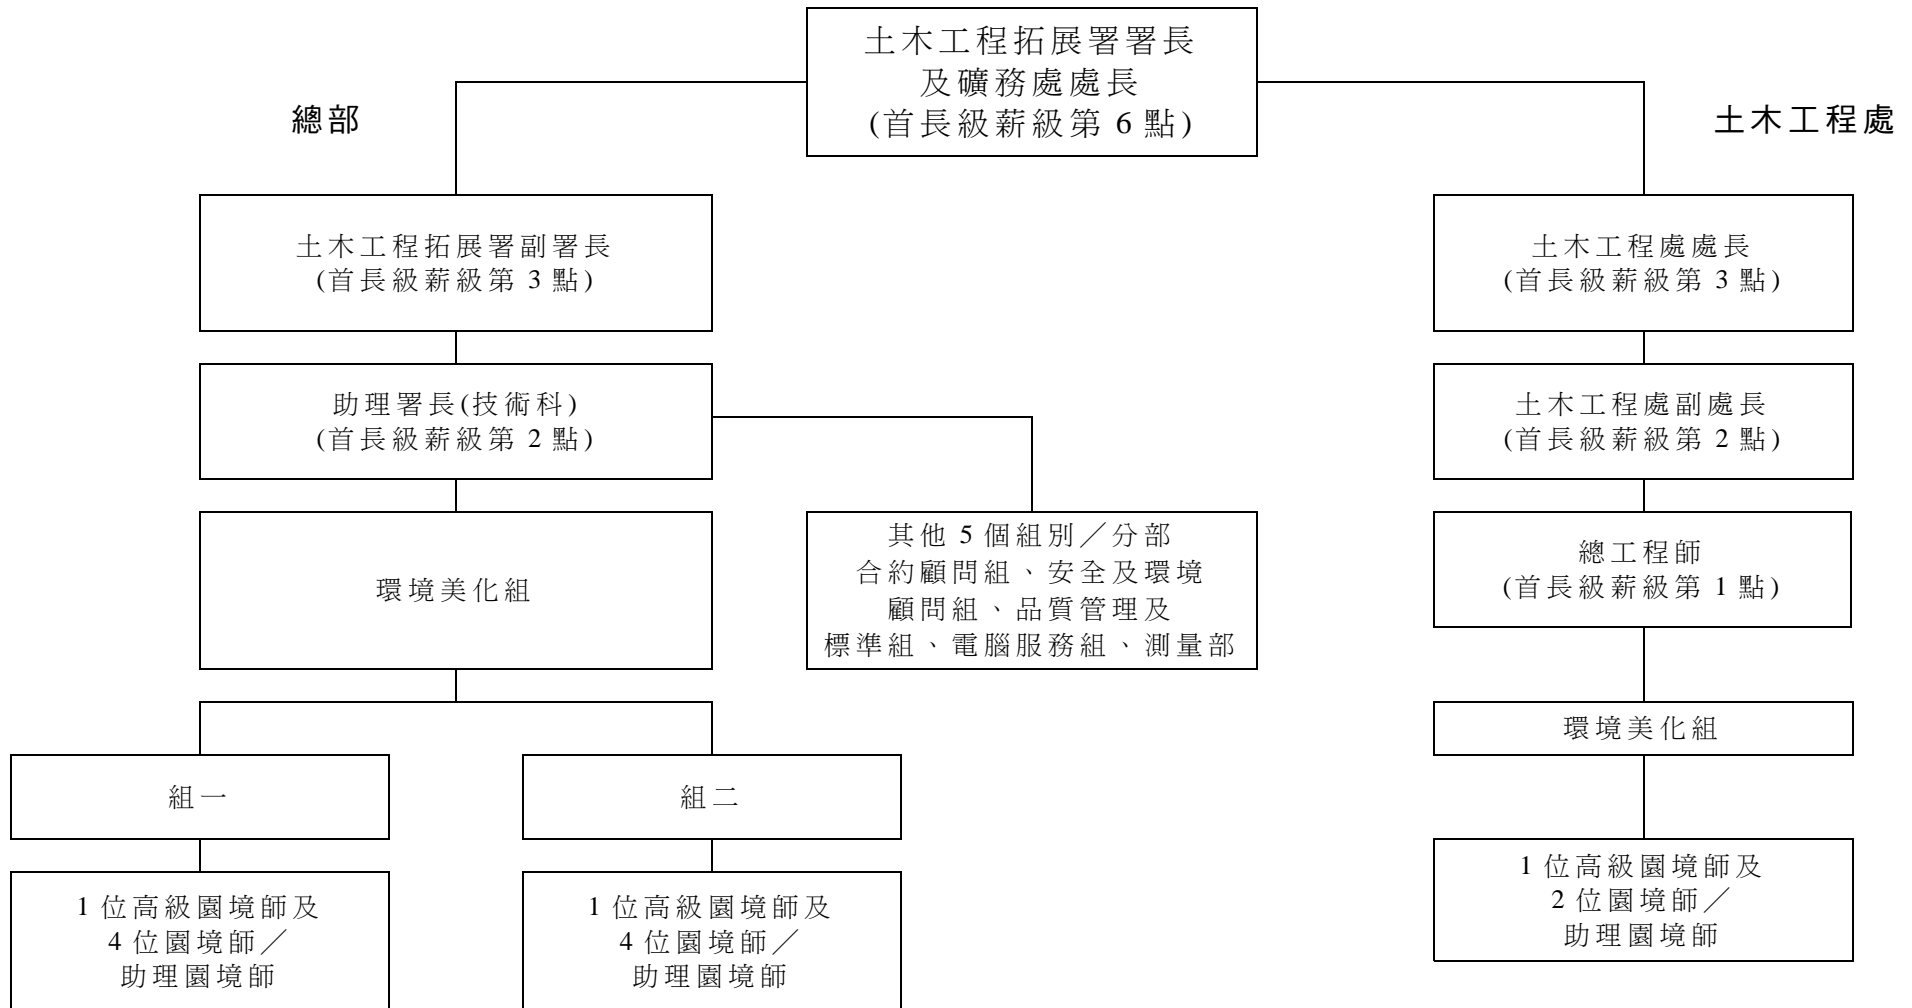 土木工程拓展署署長
及礦務處處長
(首長級薪級第 6 點)
總部
土木工程處
土木工程拓展署副署長
(首長級薪級第 3 點)
土木工程處處長
(首長級薪級第 3 點)
助理署長(技術科)
(首長級薪級第 2 點)
土木工程處副處長
(首長級薪級第 2 點)
環境美化組
其他 5 個組別／分部
合約顧問組、安全及環境
顧問組、品質管理及
標準組、電腦服務組、測量部
總工程師
(首長級薪級第 1 點)
環境美化組
組一
組二
1 位高級園境師及
4 位園境師／
助理園境師
1 位高級園境師及
4 位園境師／
助理園境師
1 位高級園境師及
2 位園境師／
助理園境師